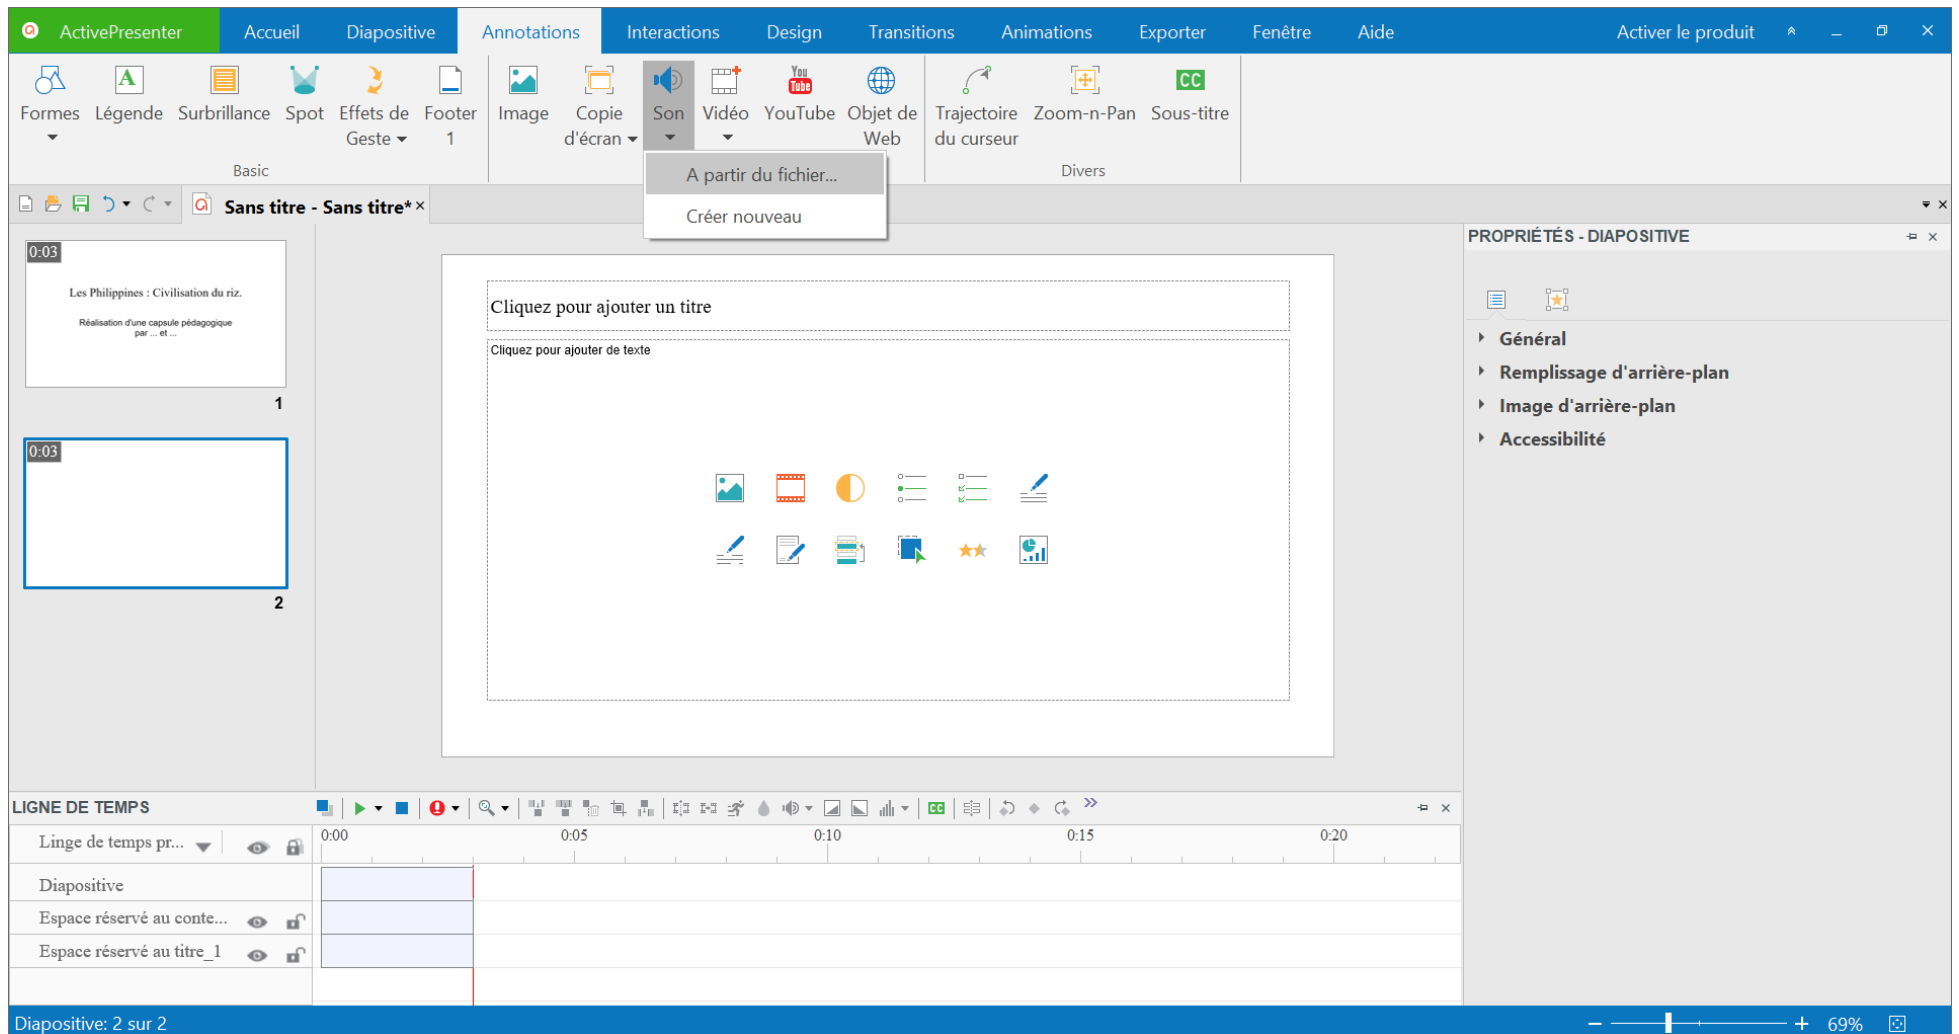 ActivePresenter Accueil Diapositive Annotations Interactions Design Transitions Animations Exporter Fenêtre Aide Activer le produit
A You Tube CC
Formes Légende Surbrillance Spot Effets de Geste Footer 1 Image Copie d'écran Son Vidéo YouTube Objet de Web Trajectoire du curseur Zoom-n-Pan Sous-titre
Basic Divers
A partir du fichier...
Créer nouveau
Sans titre - Sans titre*
PROPRIÉTÉS - DIAPOSITIVE
0:03
Les Philippines : Civilisation du riz.
Réalisation d'une capsule pédagogique
par ... et ...
1
0:03
2
Cliquez pour ajouter un titre
Cliquez pour ajouter de texte
Général
Remplissage d'arrière-plan
Image d'arrière-plan
Accessibilité
LIGNE DE TEMPS CC
Linge de temps pr... 0:00 0:05 0:10 0:15 0:20
Diapositive
Espace réservé au conte...
Espace réservé au titre_1
Diapositive: 2 sur 2 69%